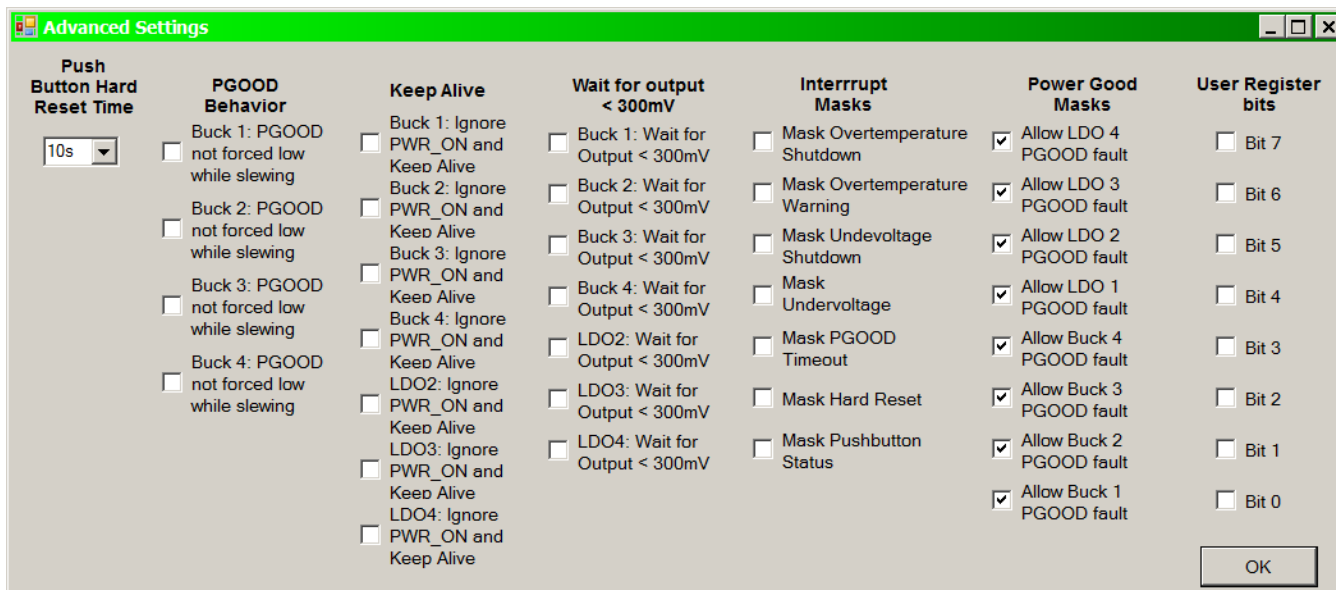 Advanced Settings
Push
Button Hard
Reset Time
10s
PGOOD
Behavior
Buck 1: PGOOD
not forced low
while slewing
Buck 2: PGOOD
not forced low
while slewing
Buck 3: PGOOD
not forced low
while slewing
Buck 4: PGOOD
not forced low
while slewing
Keep Alive
Buck 1: Ignore
PWR_ON and
Keep Alive
Buck 2: Ignore
PWR_ON and
Keep Alive
Buck 3: Ignore
PWR_ON and
Keep Alive
Buck 4: Ignore
PWR_ON and
Keep Alive
LDO2: Ignore
PWR_ON and
Keep Alive
LDO3: Ignore
PWR_ON and
Keep Alive
LDO4: Ignore
PWR_ON and
Keep Alive
Wait for output
< 300mV
Buck 1: Wait for
Output < 300mV
Buck 2: Wait for
Output < 300mV
Buck 3: Wait for
Output < 300mV
Buck 4: Wait for
Output < 300mV
LDO2: Wait for
Output < 300mV
LDO3: Wait for
Output < 300mV
LDO4: Wait for
Output < 300mV
Interrrupt
Masks
Mask Overtemperature
Shutdown
Mask Overtemperature
Warning
Mask Undevoltage
Shutdown
Mask
Undervoltage
Mask PGOOD
Timeout
Mask Hard Reset
Mask Pushbutton
Status
Power Good
Masks
Allow LDO 4
PGOOD fault
Allow LDO 3
PGOOD fault
Allow LDO 2
PGOOD fault
Allow LDO 1
PGOOD fault
Allow Buck 4
PGOOD fault
Allow Buck 3
PGOOD fault
Allow Buck 2
PGOOD fault
Allow Buck 1
PGOOD fault
User Register
bits
Bit 7
Bit 6
Bit 5
Bit 4
Bit 3
Bit 2
Bit 1
Bit 0
OK